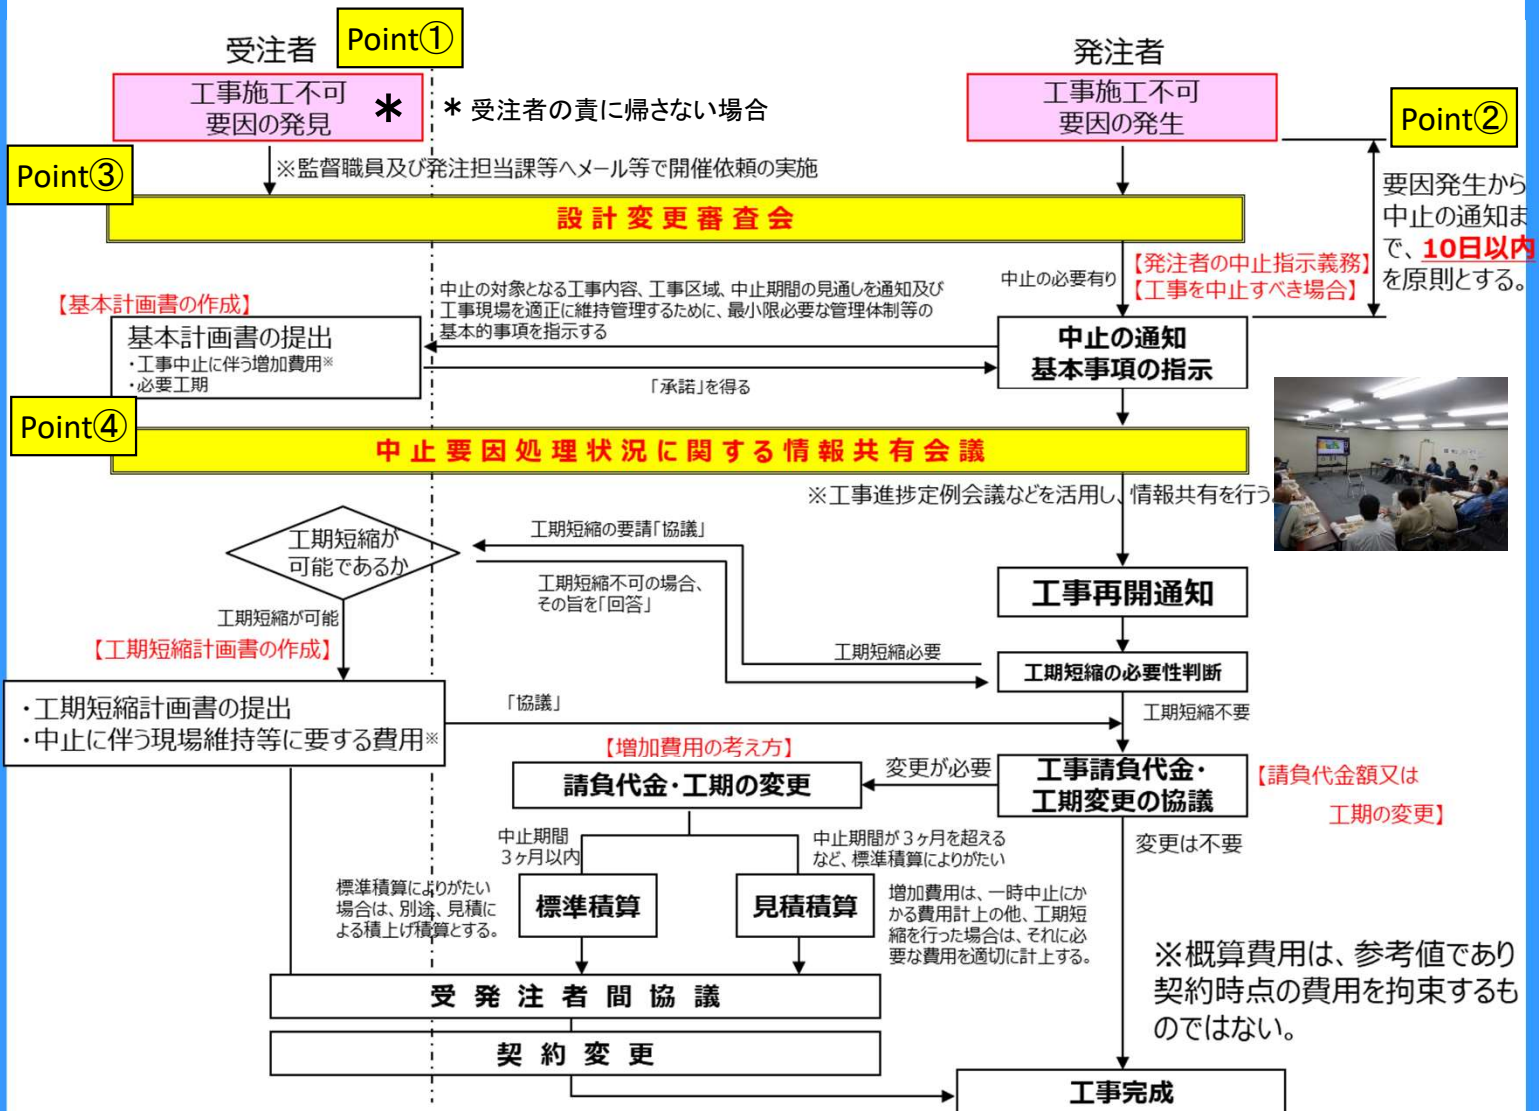 Point①
受注者
発注者
工事施工不可
要因の発見
*
* 受注者の責に帰さない場合
工事施工不可
要因の発生
Point②
Point③
※監督職員及び発注担当課等へメール等で開催依頼の実施
要因発生から
中止の通知ま
で、10日以内
を原則とする。
設計変更審査会
中止の必要有り
【発注者の中止指示義務】
【工事を中止すべき場合】
【基本計画書の作成】
中止の対象となる工事内容、工事区域、中止期間の見通しを通知及び
工事現場を適正に維持管理するために、最小限必要な管理体制等の
基本的事項を指示する
基本計画書の提出
・工事中止に伴う増加費用※
・必要工期
中止の通知
基本事項の指示
「承諾」を得る
Point④
中止要因処理状況に関する情報共有会議
※工事進捗定例会議などを活用し、情報共有を行う。
工期短縮が
可能であるか
工期短縮の要請「協議」
工期短縮不可の場合、
その旨を「回答」
工事再開通知
工期短縮が可能
【工期短縮計画書の作成】
工期短縮必要
工期短縮の必要性判断
・工期短縮計画書の提出
・中止に伴う現場維持等に要する費用※
「協議」
工期短縮不要
【増加費用の考え方】
請負代金・工期の変更
変更が必要
工事請負代金・
工期変更の協議
【請負代金額又は
工期の変更】
中止期間
3ヶ月以内
中止期間が3ヶ月を超える
など、標準積算によりがたい
変更は不要
標準積算によりがたい
場合は、別途、見積に
よる積上げ積算とする。
標準積算
見積積算
増加費用は、一時中止にか
かる費用計上の他、工期短
縮を行った場合は、それに必
要な費用を適切に計上する。
※概算費用は、参考値であり
契約時点の費用を拘束するも
のではない。
受発注者間協議
契約変更
工事完成